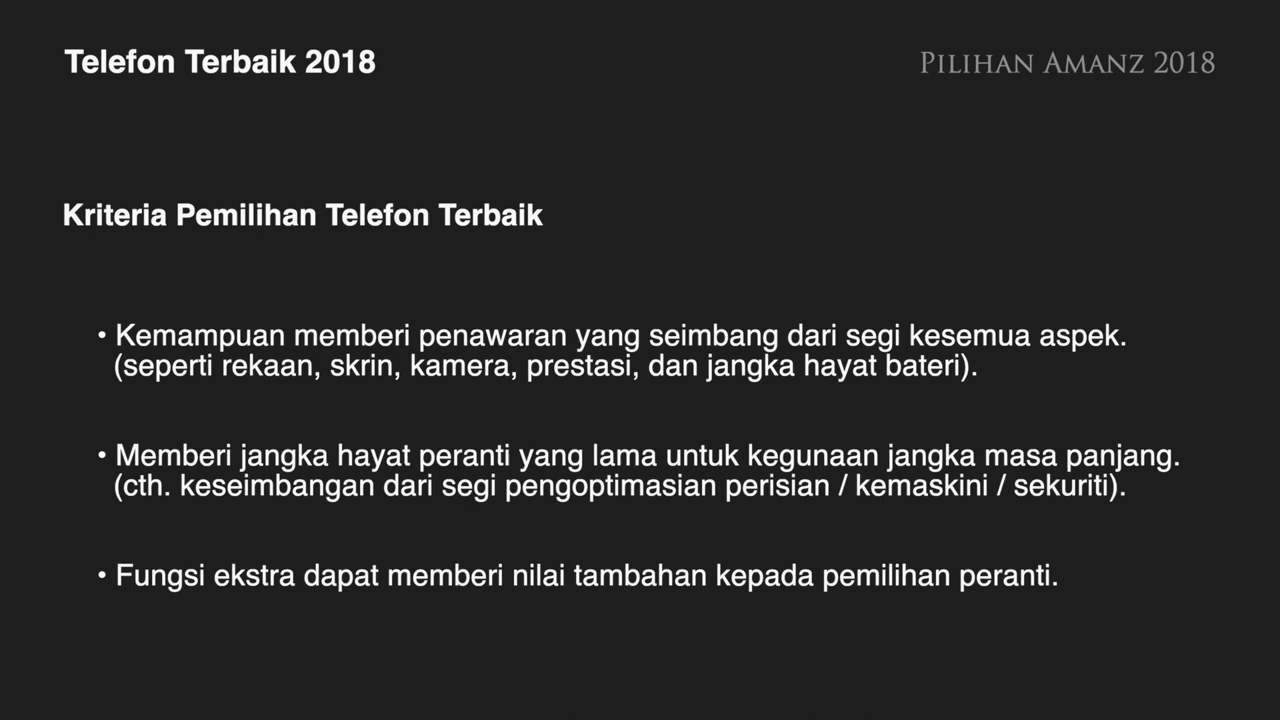 Telefon Terbaik 2018
PILIHAN AMANZ 2018
Kriteria Pemilihan Telefon Terbaik
• Kemampuan memberi penawaran yang seimbang dari segi kesemua aspek.
(seperti rekaan, skrin, kamera, prestasi, dan jangka hayat bateri).
• Memberi jangka hayat peranti yang lama untuk kegunaan jangka masa panjang.
(cth. keseimbangan dari segi pengoptimasian perisian / kemaskini / sekuriti).
• Fungsi ekstra dapat memberi nilai tambahan kepada pemilihan peranti.